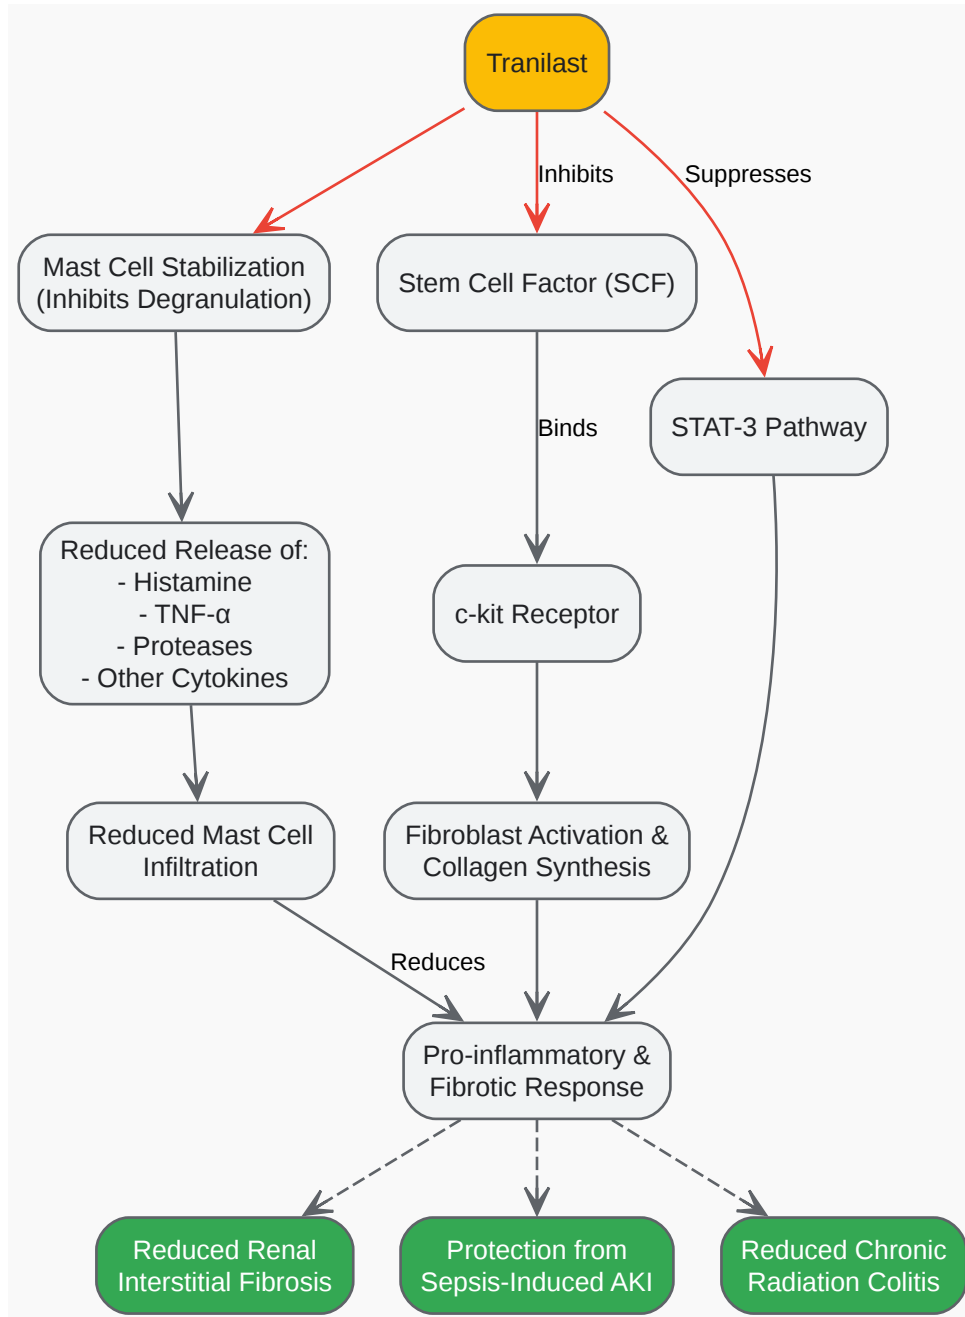 Tranilast
Inhibits
Suppresses
Mast Cell Stabilization
(Inhibits Degranulation)
Stem Cell Factor (SCF)
Binds
STAT-3 Pathway
Reduced Release of:
- Histamine
- TNF-α
- Proteases
- Other Cytokines
c-kit Receptor
Reduced Mast Cell
Infiltration
Fibroblast Activation &
Collagen Synthesis
Reduces
Pro-inflammatory &
Fibrotic Response
Reduced Renal
Interstitial Fibrosis
Protection from
Sepsis-Induced AKI
Reduced Chronic
Radiation Colitis